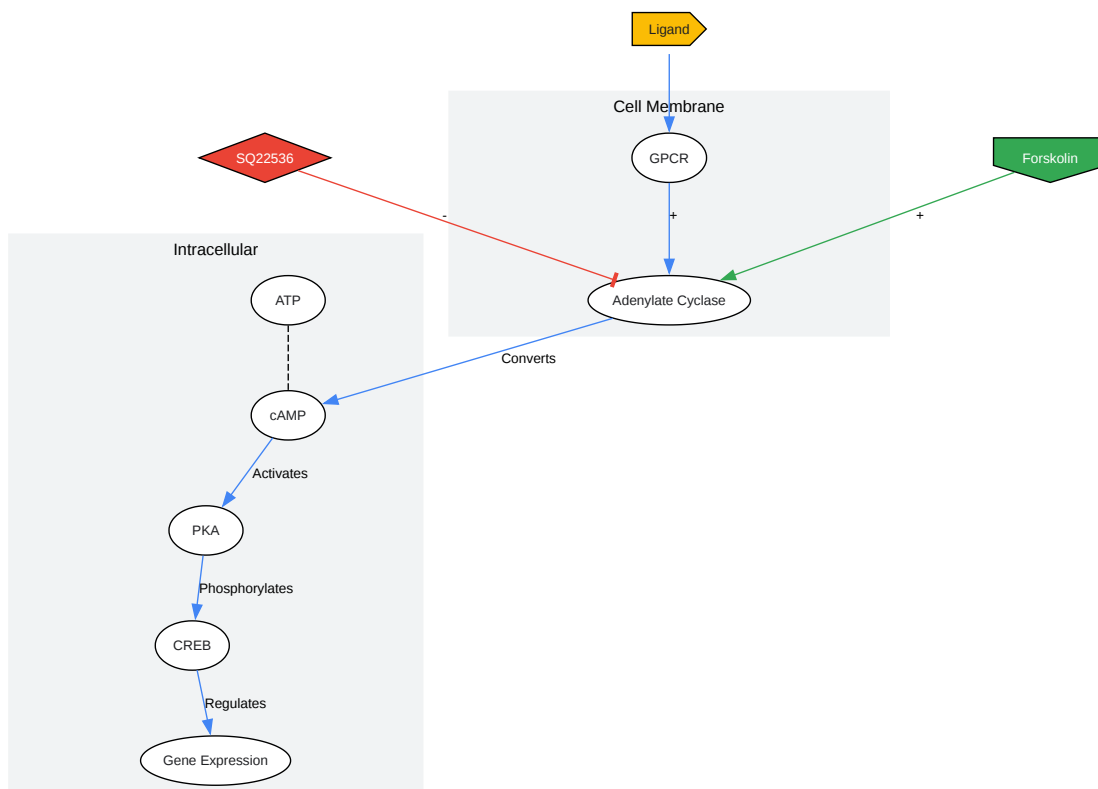 Ligand
Cell Membrane
SQ22536
GPCR
Forskolin
-
+
+
Intracellular
ATP
Adenylate Cyclase
Converts
cAMP
Activates
PKA
Phosphorylates
CREB
Regulates
Gene Expression